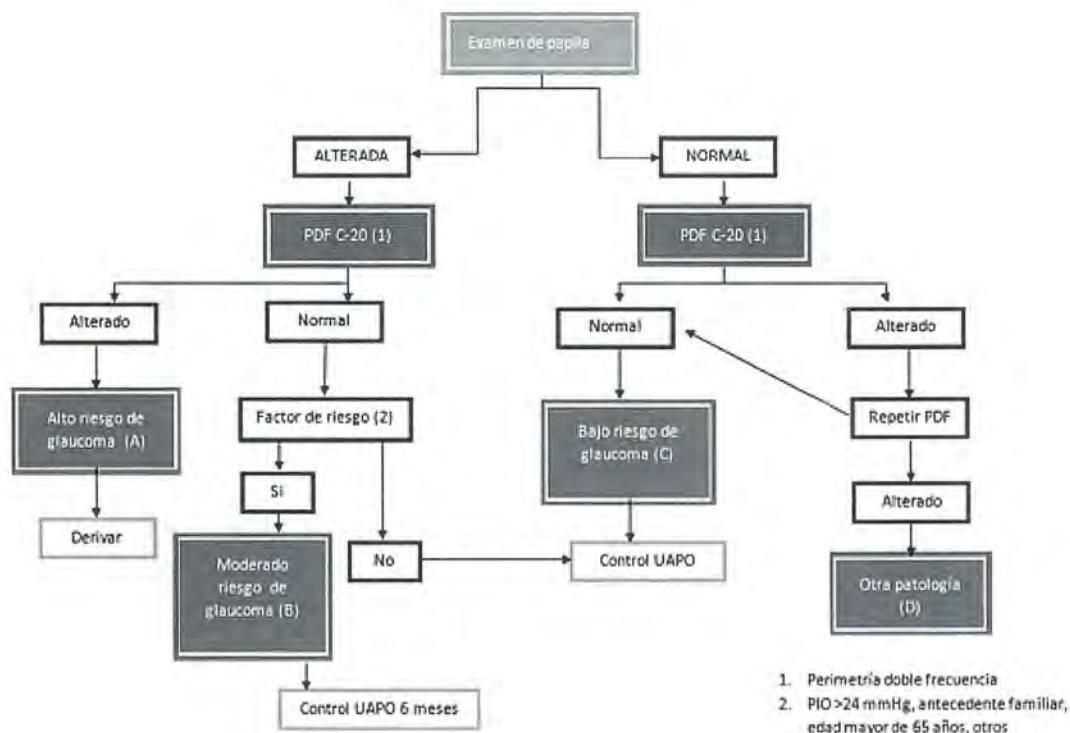 Examen de papila
ALTERADA
NORMAL
PDF C-20 (1)
PDF C-20 (1)
Alterado
Normal
Normal
Alterado
Alto riesgo de
glaucoma (A)
Factor de riesgo (2)
Bajo riesgo de
glaucoma (C)
Repetir PDF
Si
Alterado
Derivar
Moderado
riesgo de
glaucoma (B)
No
Control UAPO
Otra patología
(D)
Control UAPO 6 meses
1. Perimetría doble frecuencia
2. PIO >24 mmHg, antecedente familiar,
edad mayor de 65 años, otros